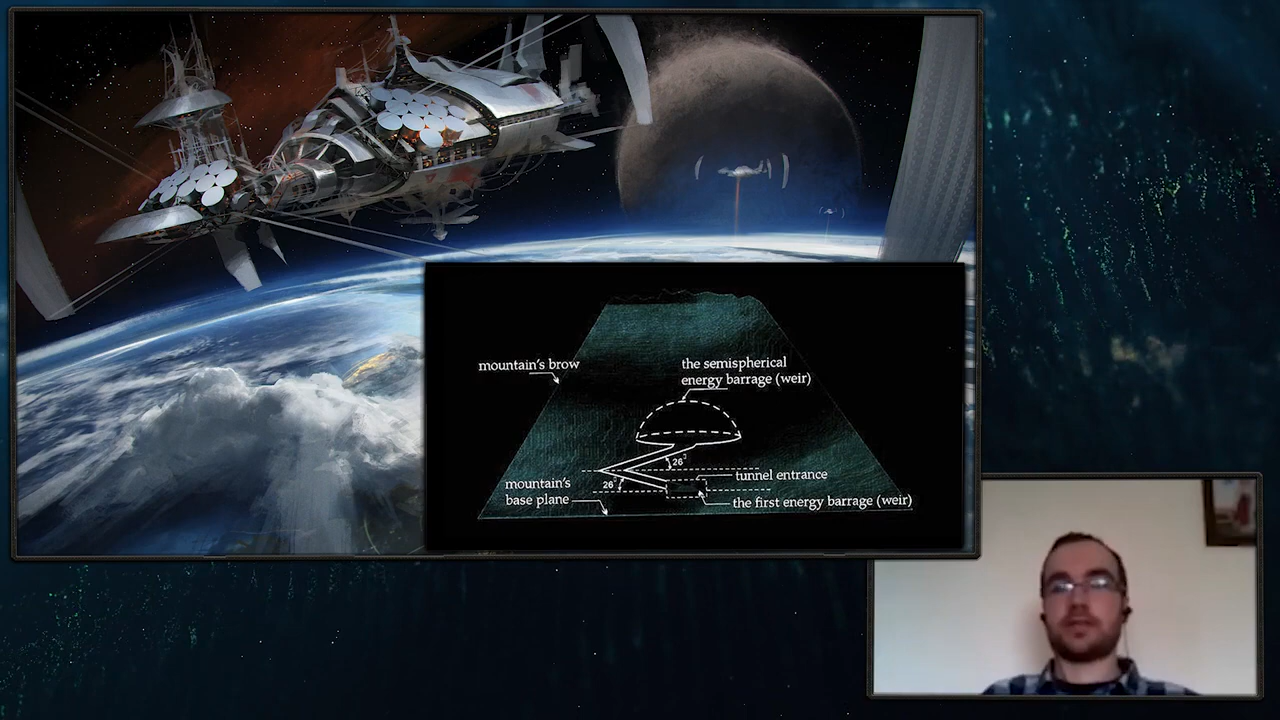 mountain's brow
the semispherical
energy barrage (weir)
26°
tunnel entrance
mountain's
base plane
26°
the first energy barrage (weir)